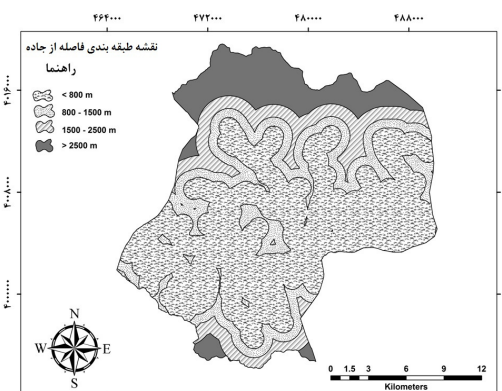 ۴۶۴۰۰۰ ۴۷۲۰۰۰ ۴۸۰۰۰۰ ۴۸۸۰۰۰
نقشه طبقه بندی فاصله از جاده
راهنما
< 800 m
800 - 1500 m
1500 - 2500 m
> 2500 m
۴۰۱۶۰۰۰
۴۰۰۸۰۰۰
۴۰۰۰۰۰۰
N
W E
S
0 1.5 3 6 9 12
Kilometers